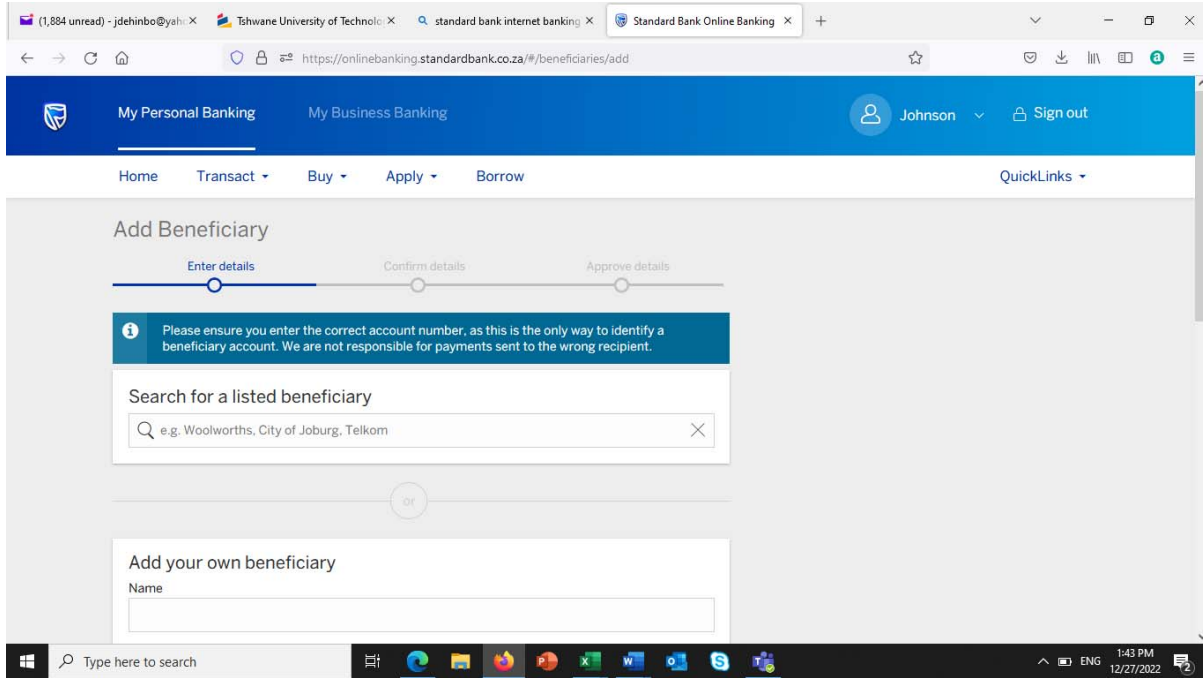 (1,884 unread) - jdehinbo@yah
Tshwane University of Technolo
standard bank internet banking
Standard Bank Online Banking
https://onlinebanking.standardbank.co.za/#/beneficiaries/add
a
My Personal Banking
My Business Banking
Johnson
Sign out
Home
Transact
Buy
Apply
Borrow
QuickLinks
Add Beneficiary
Enter details
Confirm details
Approve details
Please ensure you enter the correct account number, as this is the only way to identify a
beneficiary account. We are not responsible for payments sent to the wrong recipient.
Search for a listed beneficiary
e.g. Woolworths, City of Joburg, Telkom
or
Add your own beneficiary
Name
Type here to search
ENG
1:43 PM
12/27/2022
2